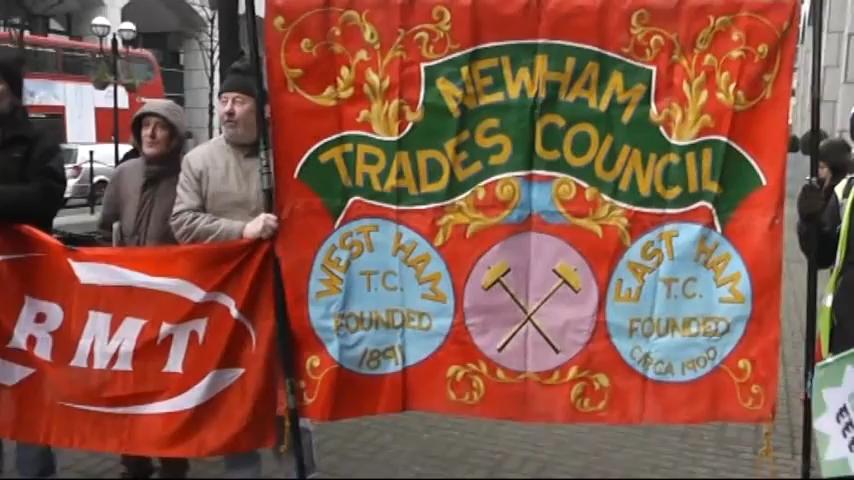 NEWHAM
TRADES COUNCIL
WEST HAM
T.C.
FOUNDED
1891
EAST HAM
T.C.
FOUNDED
CIRCA 1900
RMT